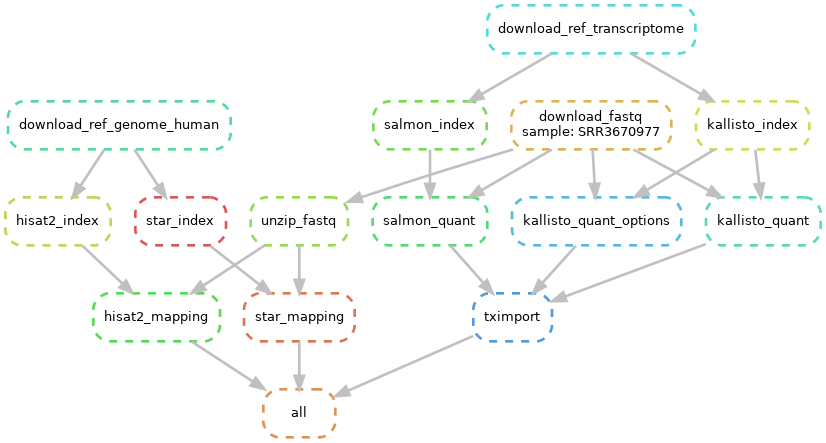 download_ref_transcriptome
download_ref_genome_human
salmon_index
download_fastq
sample: SRR3670977
kallisto_index
hisat2_index
star_index
unzip_fastq
salmon_quant
kallisto_quant_options
kallisto_quant
hisat2_mapping
star_mapping
tximport
all